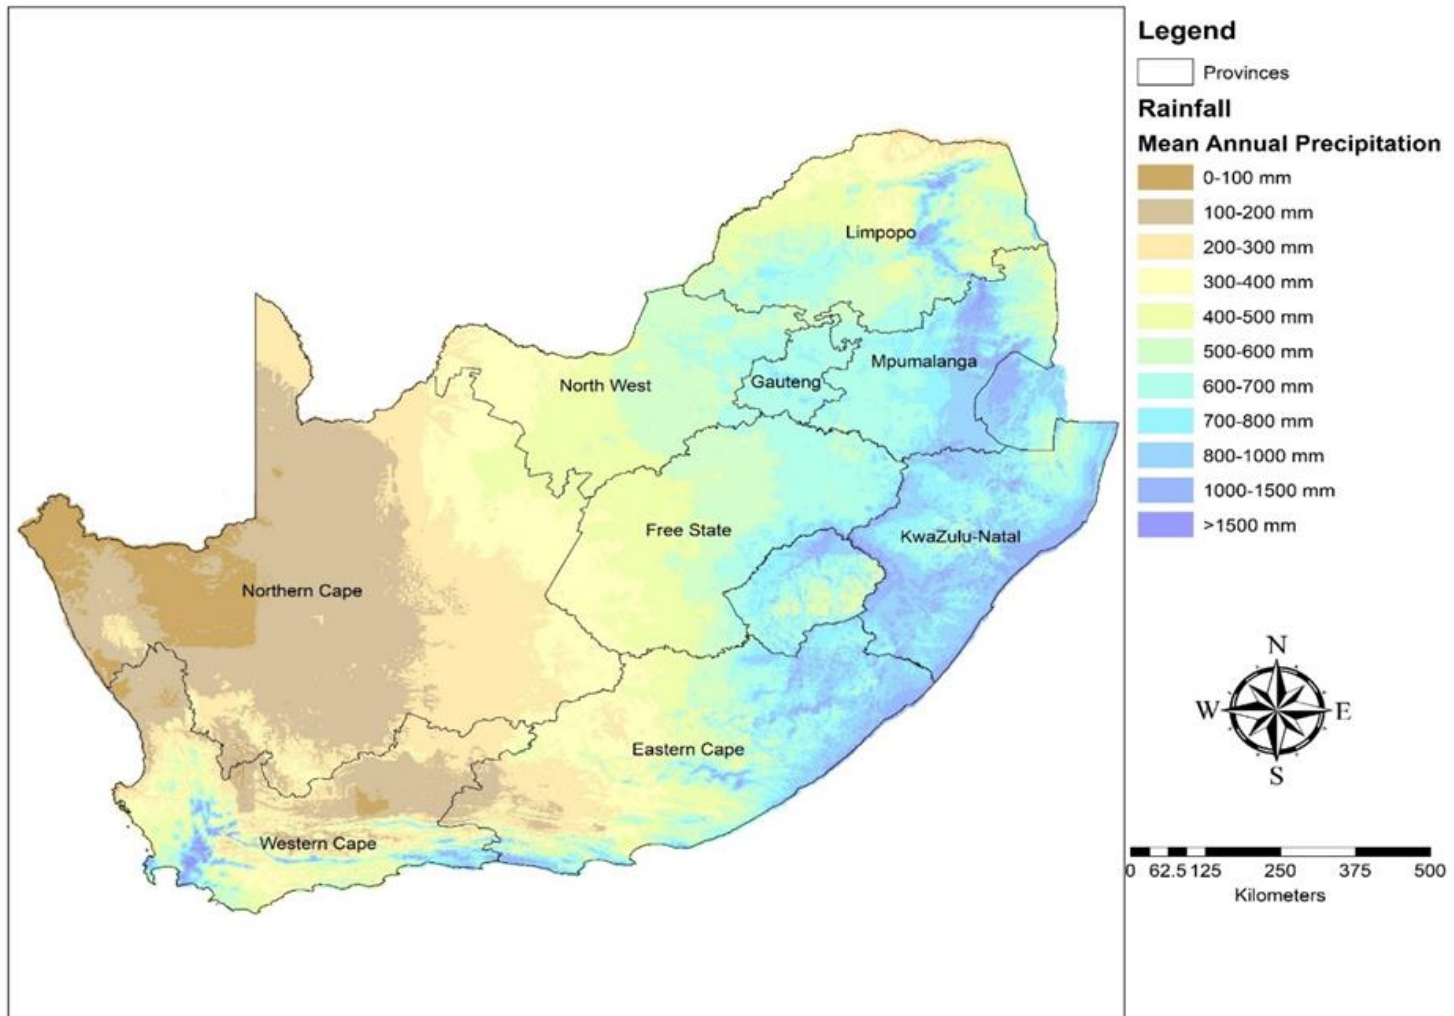 Legend
Provinces
Rainfall
Mean Annual Precipitation
0-100 mm
100-200 mm
200-300 mm
300-400 mm
400-500 mm
500-600 mm
600-700 mm
700-800 mm
800-1000 mm
1000-1500 mm
>1500 mm
Limpopo
Mpumalanga
North West
Gauteng
Free State
KwaZulu-Natal
Northern Cape
Eastern Cape
Western Cape
N
W E
S
0 62.5 125 250 375 500
Kilometers